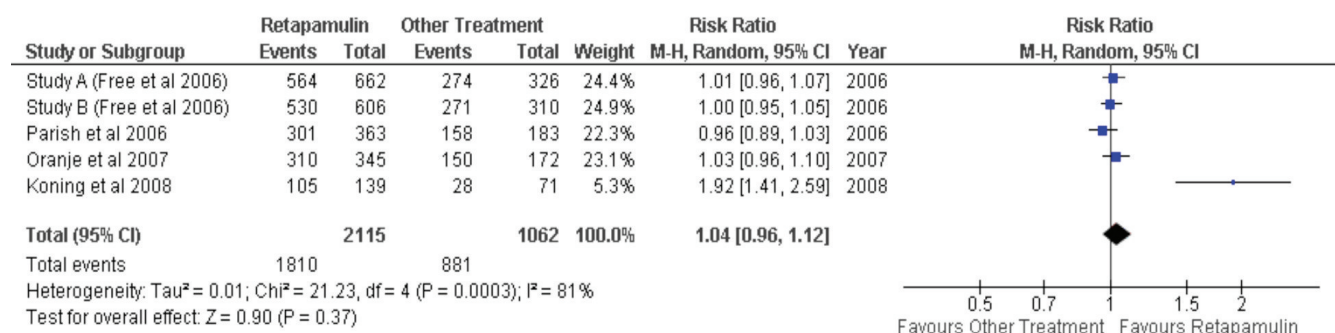 Retapamulin Other Treatment Risk Ratio Risk Ratio
Study or Subgroup Events Total Events Total Weight M-H, Random, 95% CI Year M-H, Random, 95% CI
Study A (Free et al 2006) 564 662 274 326 24.4% 1.01 [0.96, 1.07] 2006
Study B (Free et al 2006) 530 606 271 310 24.9% 1.00 [0.95, 1.05] 2006
Parish et al 2006 301 363 158 183 22.3% 0.96 [0.89, 1.03] 2006
Oranje et al 2007 310 345 150 172 23.1% 1.03 [0.96, 1.10] 2007
Koning et al 2008 105 139 28 71 5.3% 1.92 [1.41, 2.59] 2008
Total (95% CI) 2115 1062 100.0% 1.04 [0.96, 1.12]
Total events 1810 881
Heterogeneity: Tau² = 0.01; Chi² = 21.23, df = 4 (P = 0.0003); I² = 81%
Test for overall effect: Z = 0.90 (P = 0.37)
0.5 0.7 1 1.5 2
Favours Other Treatment Favours Retapamulin